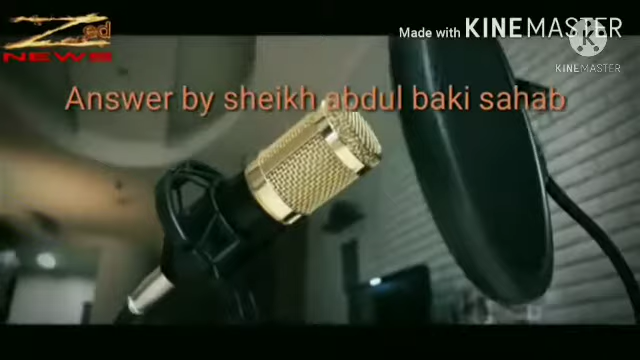 Zed
NEWS
Made with KINEMASTER
KINEMASTER
Answer by sheikh abdul baki sahab